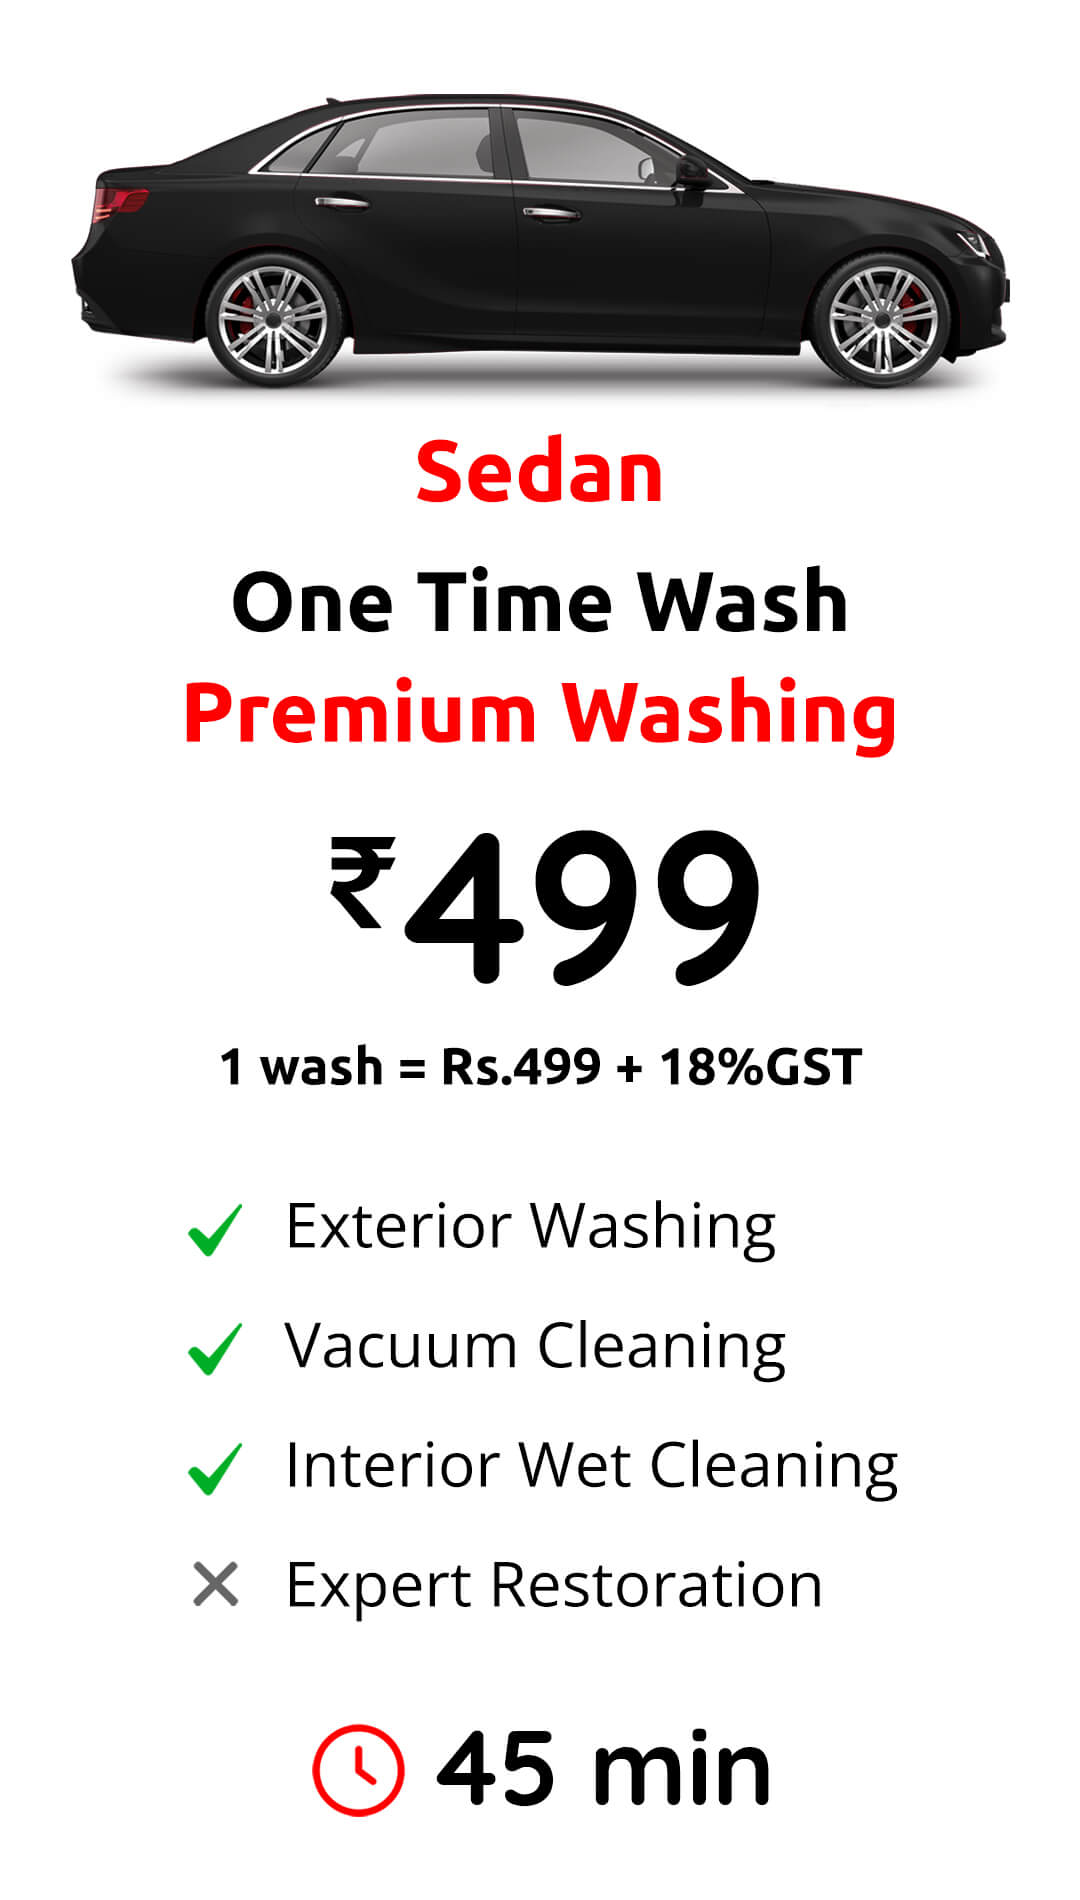 Sedan
One Time Wash
Premium Washing
₹499
1 wash = Rs.499 + 18%GST
Exterior Washing
Vacuum Cleaning
Interior Wet Cleaning
Expert Restoration
45 min